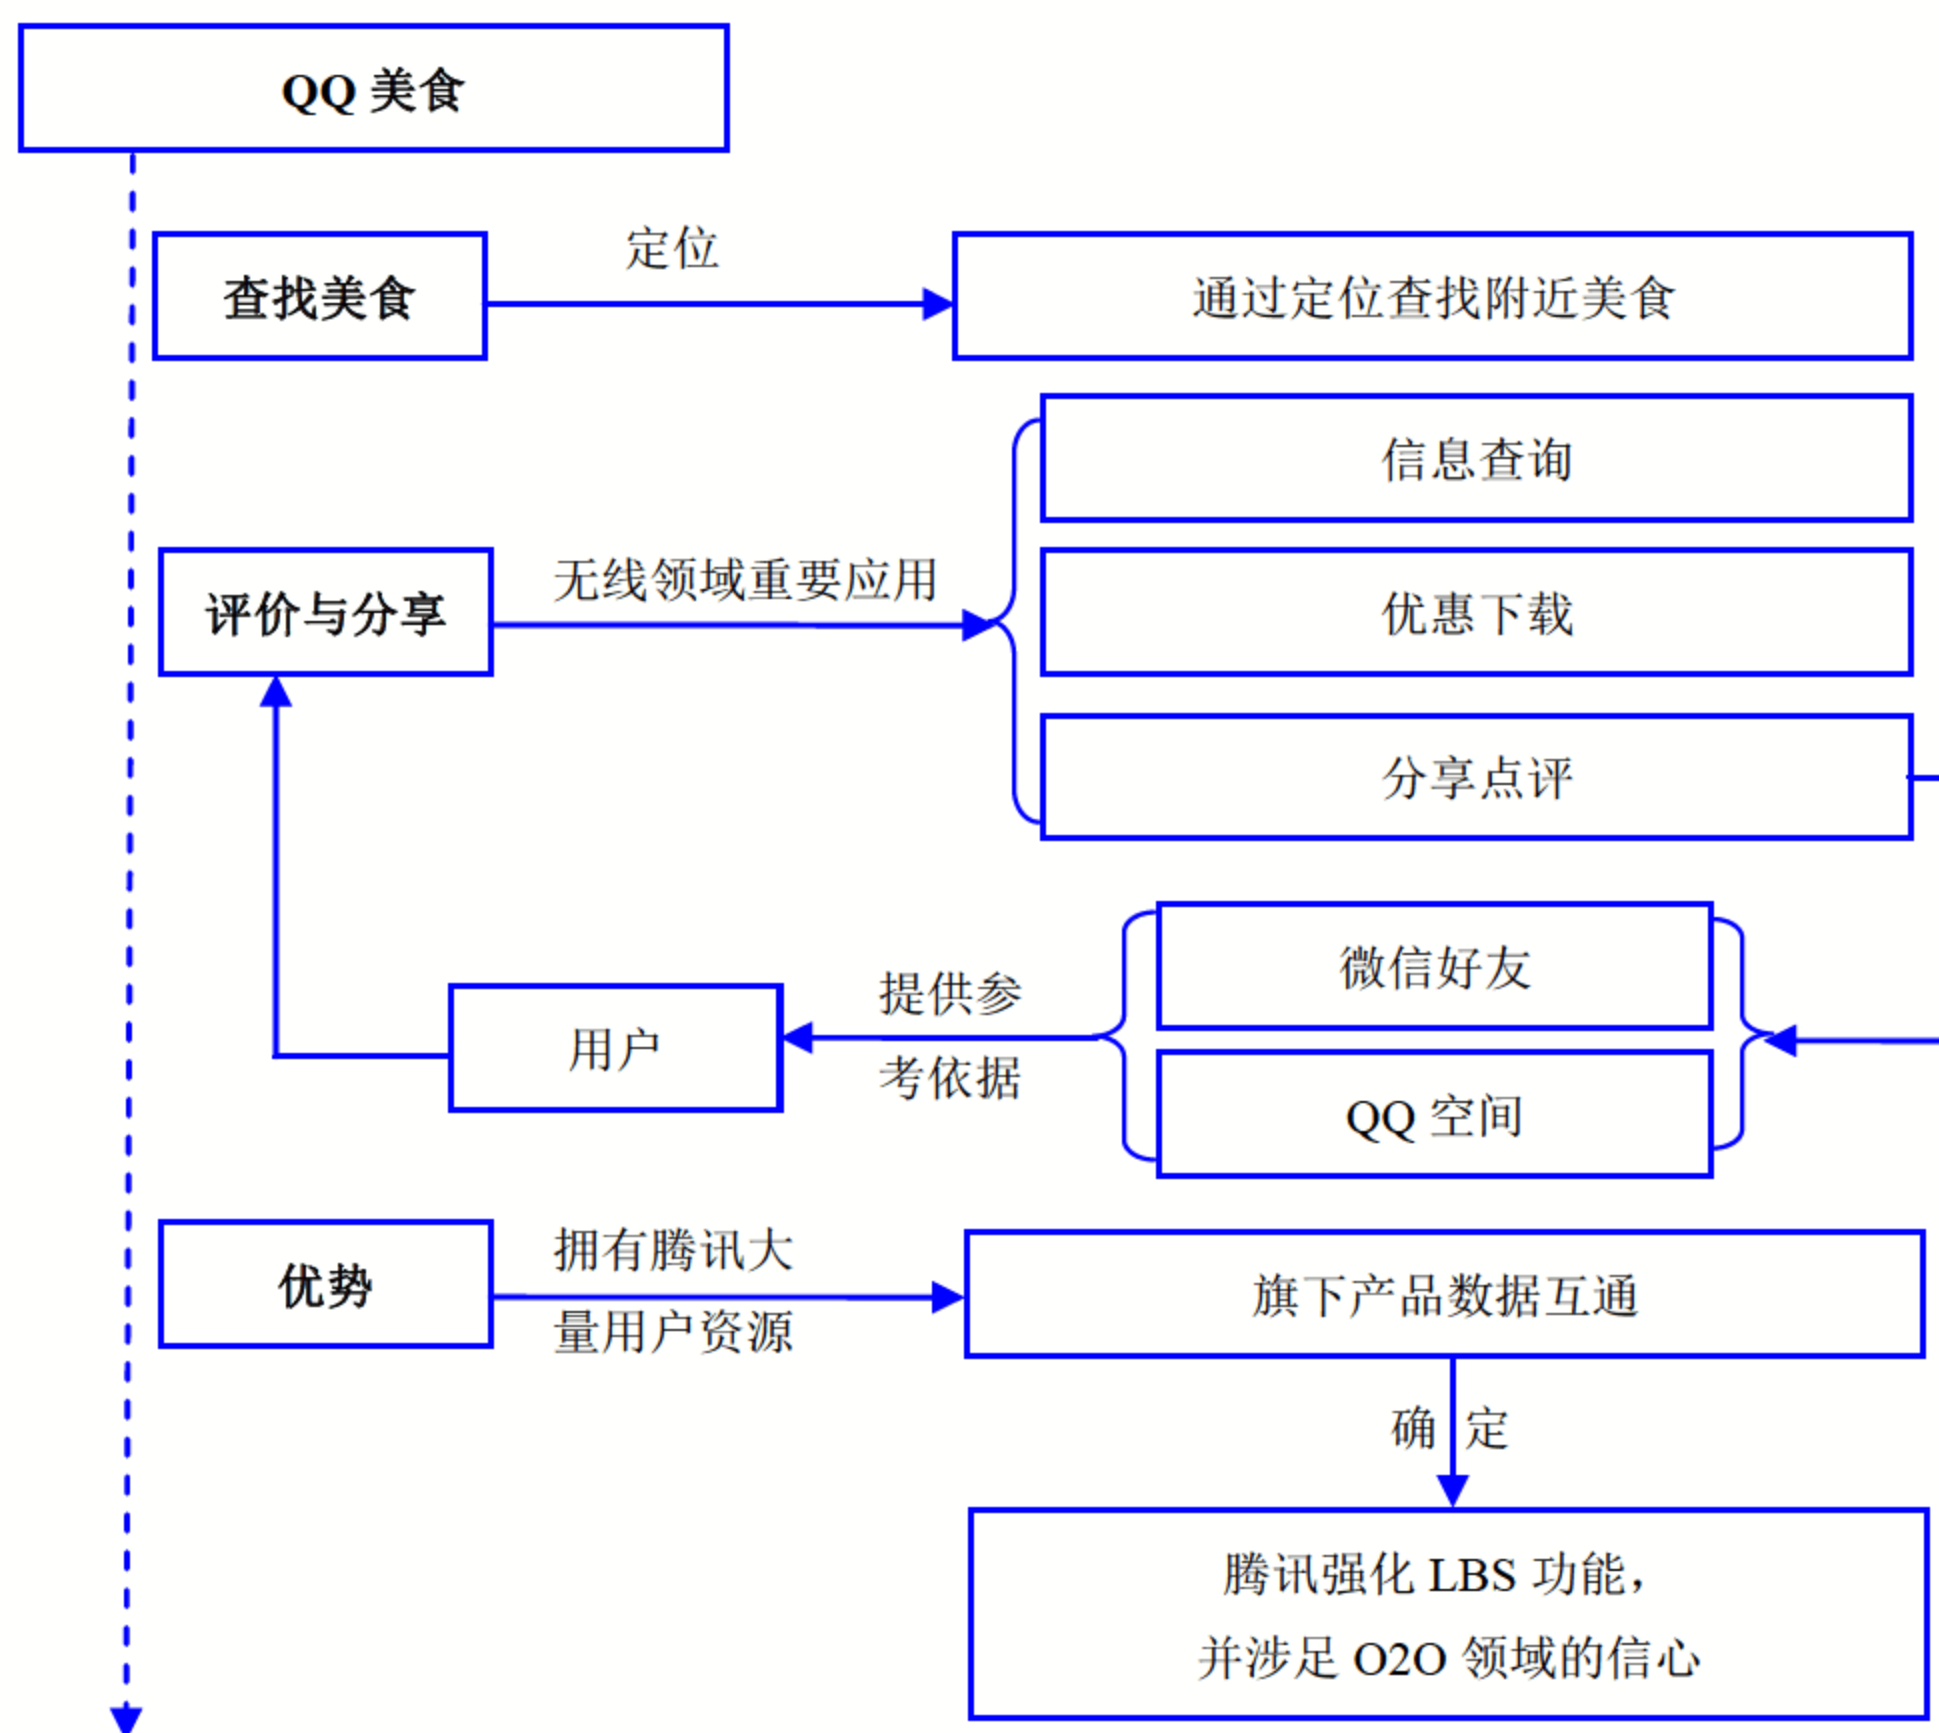 QQ 美食
查找美食
定位
通过定位查找附近美食
评价与分享
无线领域重要应用
信息查询
优惠下载
分享点评
用户
提供参
考依据
微信好友
QQ 空间
优势
拥有腾讯大
量用户资源
旗下产品数据互通
确 定
腾讯强化 LBS 功能，
并涉足 O2O 领域的信心